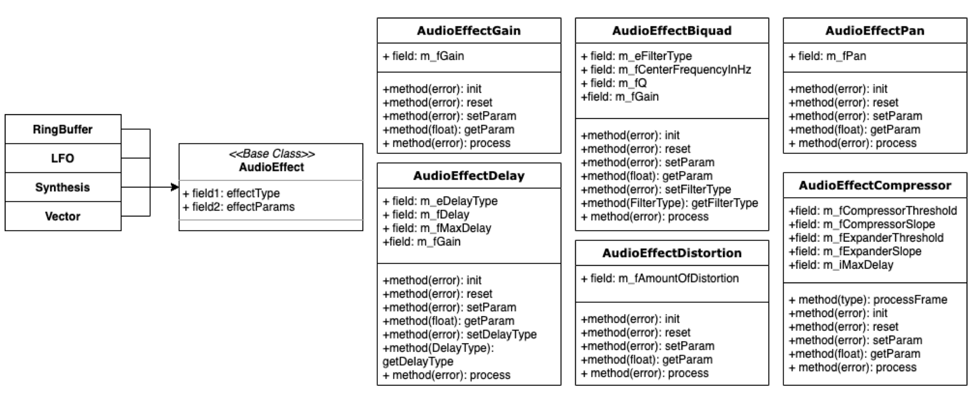 RingBuffer
LFO
Synthesis
Vector
<<Base Class>>
AudioEffect
+ field1: effectType
+ field2: effectParams
AudioEffectGain
+ field: m_fGain
+method(error): init
+method(error): reset
+method(error): setParam
+method(float): getParam
+ method(error): process
AudioEffectDelay
+ field: m_eDelayType
+ field: m_fDelay
+ field: m_fMaxDelay
+field: m_fGain
+method(error): init
+method(error): reset
+method(error): setParam
+method(float): getParam
+method(error): setDelayType
+method(DelayType):
getDelayType
+ method(error): process
AudioEffectBiquad
+ field: m_eFilterType
+ field: m_fCenterFrequencyInHz
+ field: m_fQ
+field: m_fGain
+method(error): init
+method(error): reset
+method(error): setParam
+method(float): getParam
+method(error): setFilterType
+method(FilterType): getFilterType
+ method(error): process
AudioEffectDistortion
+ field: m_fAmountOfDistortion
+method(error): init
+method(error): reset
+method(error): setParam
+method(float): getParam
+ method(error): process
AudioEffectPan
+ field: m_fPan
+method(error): init
+method(error): reset
+method(error): setParam
+method(float): getParam
+ method(error): process
AudioEffectCompressor
+field: m_fCompressorThreshold
+field: m_fCompressorSlope
+field: m_fExpanderThreshold
+field: m_fExpanderSlope
+field: m_iMaxDelay
+ method(type): processFrame
+method(error): init
+method(error): reset
+method(error): setParam
+method(float): getParam
+ method(error): process